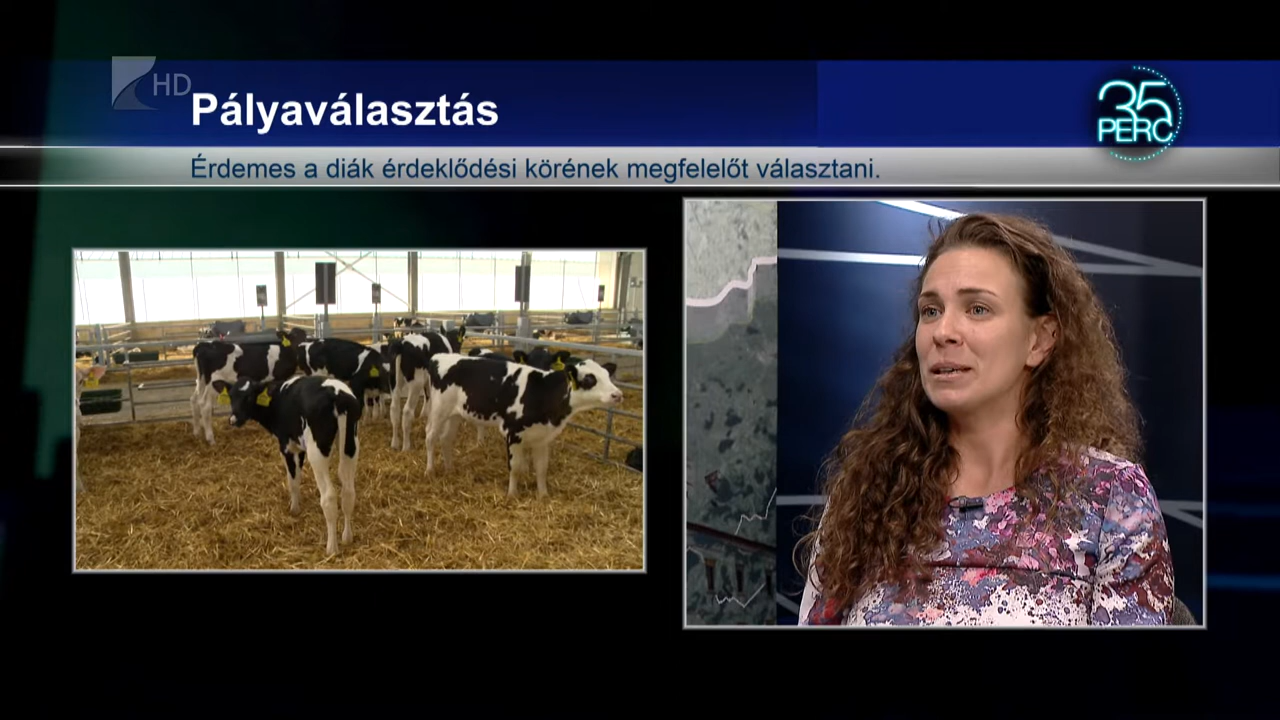 HD
Pályaválasztás
35
PERC
Érdemes a diák érdeklődési körének megfelelőt választani.